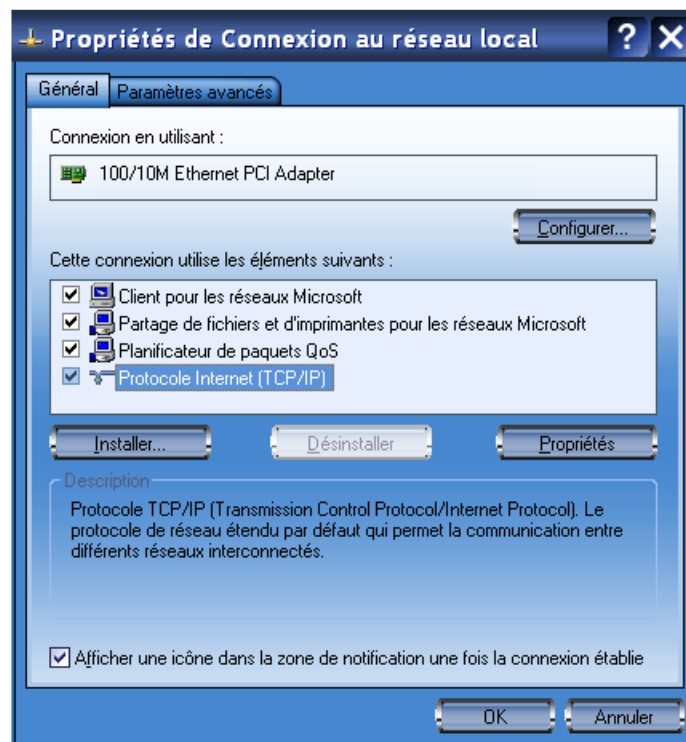 Propriétés de Connexion au réseau local
Général Paramètres avancés
Connexion en utilisant :
100/10M Ethernet PCI Adapter
Configurer...
Cette connexion utilise les éléments suivants :
Client pour les réseaux Microsoft
Partage de fichiers et d'imprimantes pour les réseaux Microsoft
Planificateur de paquets QoS
Protocole Internet (TCP/IP)
Installer... Désinstaller Propriétés
Description
Protocole TCP/IP (Transmission Control Protocol/Internet Protocol). Le
protocole de réseau étendu par défaut qui permet la communication entre
différents réseaux interconnectés.
Afficher une icône dans la zone de notification une fois la connexion établie
OK Annuler